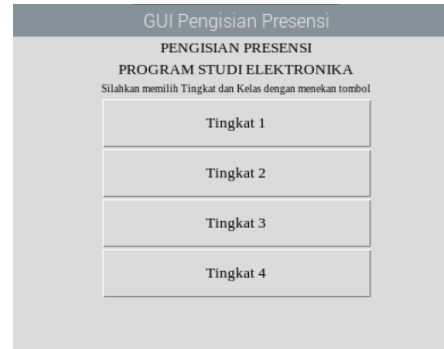 GUI Pengisian Presensi
PENGISIAN PRESENSI
PROGRAM STUDI ELEKTRONIKA
Silahkan memilih Tingkat dan Kelas dengan menekan tombol
Tingkat 1
Tingkat 2
Tingkat 3
Tingkat 4